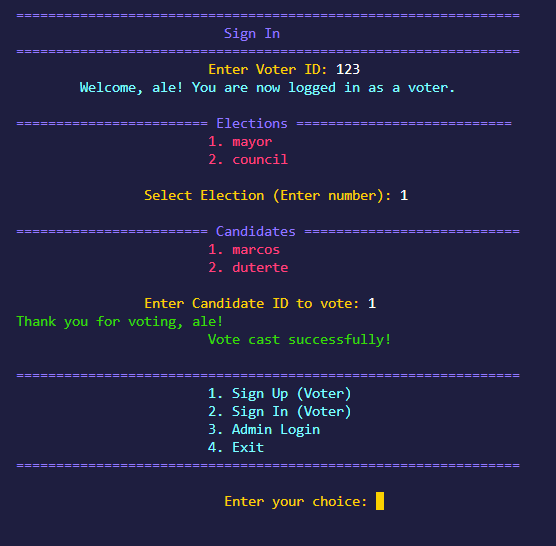 ===============================================================
Sign In
===============================================================
Enter Voter ID: 123
Welcome, ale! You are now logged in as a voter.
======================== Elections ===========================
1. mayor
2. council
Select Election (Enter number): 1
======================== Candidates ===========================
1. marcos
2. duterte
Enter Candidate ID to vote: 1
Thank you for voting, ale!
Vote cast successfully!
===============================================================
1. Sign Up (Voter)
2. Sign In (Voter)
3. Admin Login
4. Exit
===============================================================
Enter your choice: